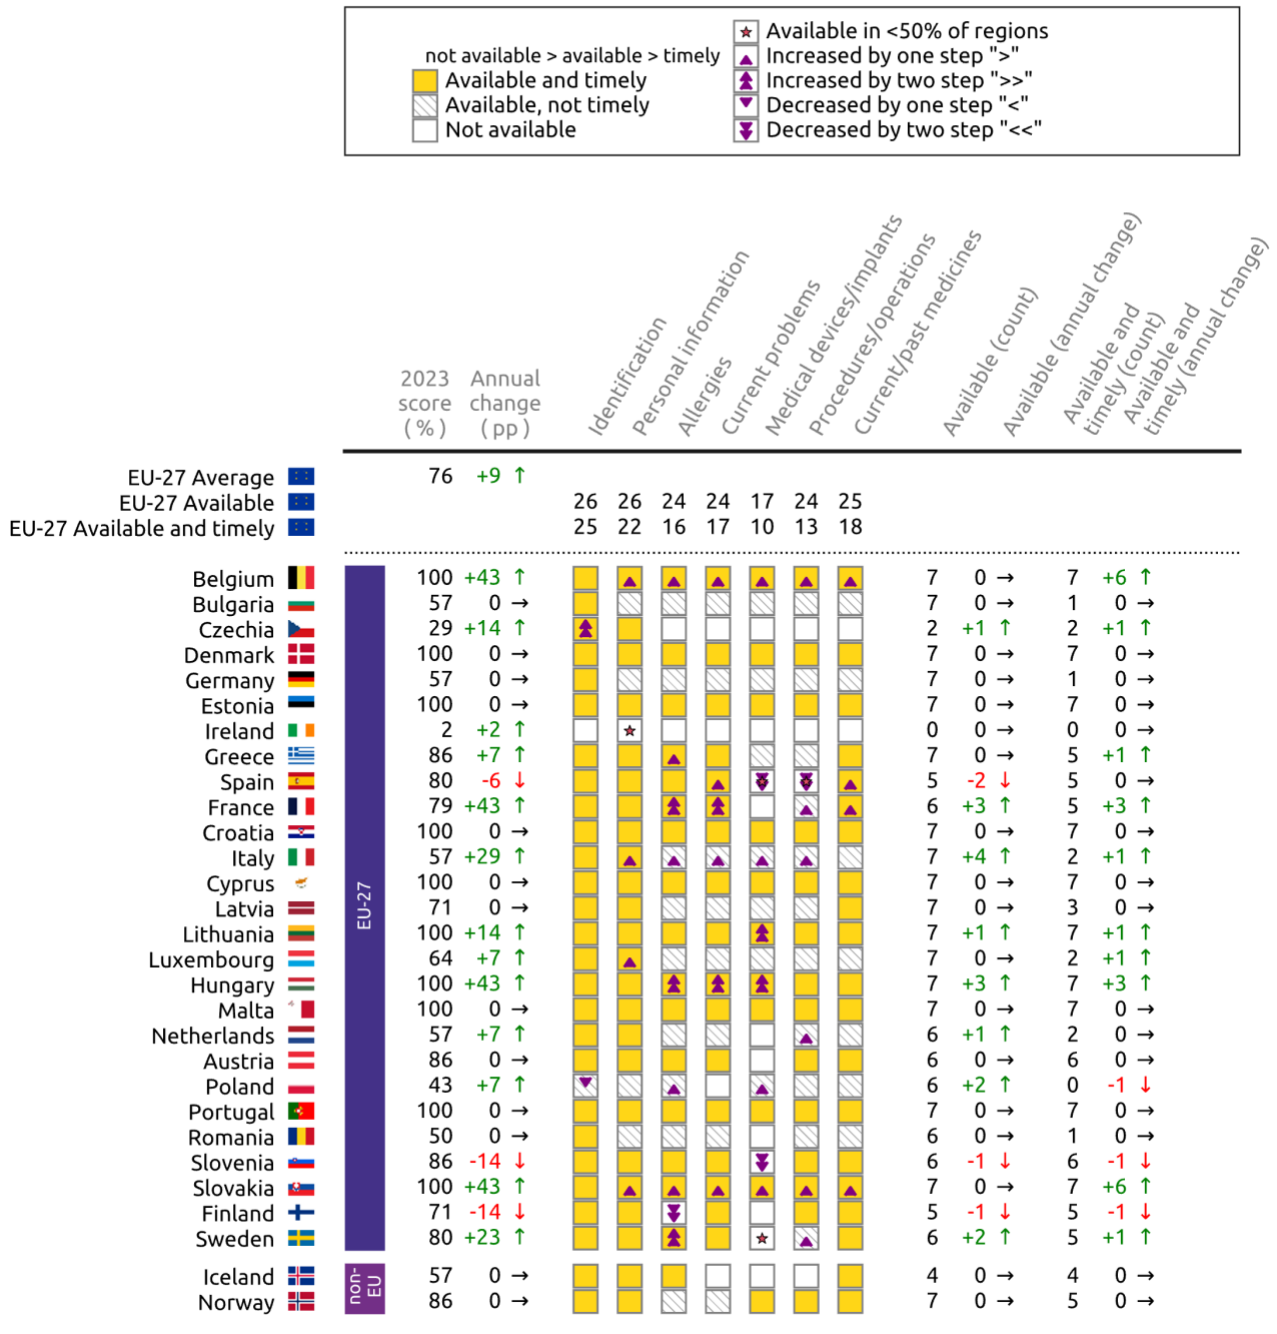 not available > available > timely
Available and timely
Available, not timely
Not available
Available in <50% of regions
Increased by one step ">"
Increased by two step ">>"
Decreased by one step "<"
Decreased by two step "<<"
2023 score (%)
Annual change (pp)
Identification
Personal information
Allergies
Current problems
Medical devices/implants
Procedures/operations
Current/past medicines
Available (count)
Available (annual change)
Available and timely (count)
Available and timely (annual change)
EU-27 Average 76 +9 ↑
EU-27 Available 26 26 24 24 17 24 25
EU-27 Available and timely 25 22 16 17 10 13 18
EU-27
Belgium 100 +43 ↑ 7 0 → 7 +6 ↑
Bulgaria 57 0 → 7 0 → 1 0 →
Czechia 29 +14 ↑ 2 +1 ↑ 2 +1 ↑
Denmark 100 0 → 7 0 → 7 0 →
Germany 57 0 → 7 0 → 1 0 →
Estonia 100 0 → 7 0 → 7 0 →
Ireland 2 +2 ↑ 0 0 → 0 0 →
Greece 86 +7 ↑ 7 0 → 5 +1 ↑
Spain 80 -6 ↓ 5 -2 ↓ 5 0 →
France 79 +43 ↑ 6 +3 ↑ 5 +3 ↑
Croatia 100 0 → 7 0 → 7 0 →
Italy 57 +29 ↑ 7 +4 ↑ 2 +1 ↑
Cyprus 100 0 → 7 0 → 7 0 →
Latvia 71 0 → 7 0 → 3 0 →
Lithuania 100 +14 ↑ 7 +1 ↑ 7 +1 ↑
Luxembourg 64 +7 ↑ 7 0 → 2 +1 ↑
Hungary 100 +43 ↑ 7 +3 ↑ 7 +3 ↑
Malta 100 0 → 7 0 → 7 0 →
Netherlands 57 +7 ↑ 6 +1 ↑ 2 0 →
Austria 86 0 → 6 0 → 6 0 →
Poland 43 +7 ↑ 6 +2 ↑ 0 -1 ↓
Portugal 100 0 → 7 0 → 7 0 →
Romania 50 0 → 6 0 → 1 0 →
Slovenia 86 -14 ↓ 6 -1 ↓ 6 -1 ↓
Slovakia 100 +43 ↑ 7 0 → 7 +6 ↑
Finland 71 -14 ↓ 5 -1 ↓ 5 -1 ↓
Sweden 80 +23 ↑ 6 +2 ↑ 5 +1 ↑
non-
EU
Iceland 57 0 → 4 0 → 4 0 →
Norway 86 0 → 7 0 → 5 0 →